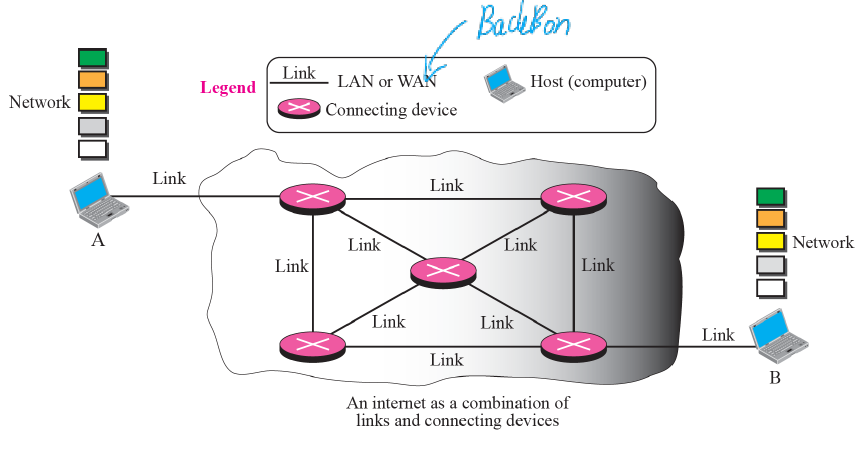 BackBon
Link
LAN or WAN
Host (computer)
Legend
Connecting device
Network
Link
A
Link
Link
Link
Link
Link
Link
Link
Link
Network
Link
B
An internet as a combination of
links and connecting devices